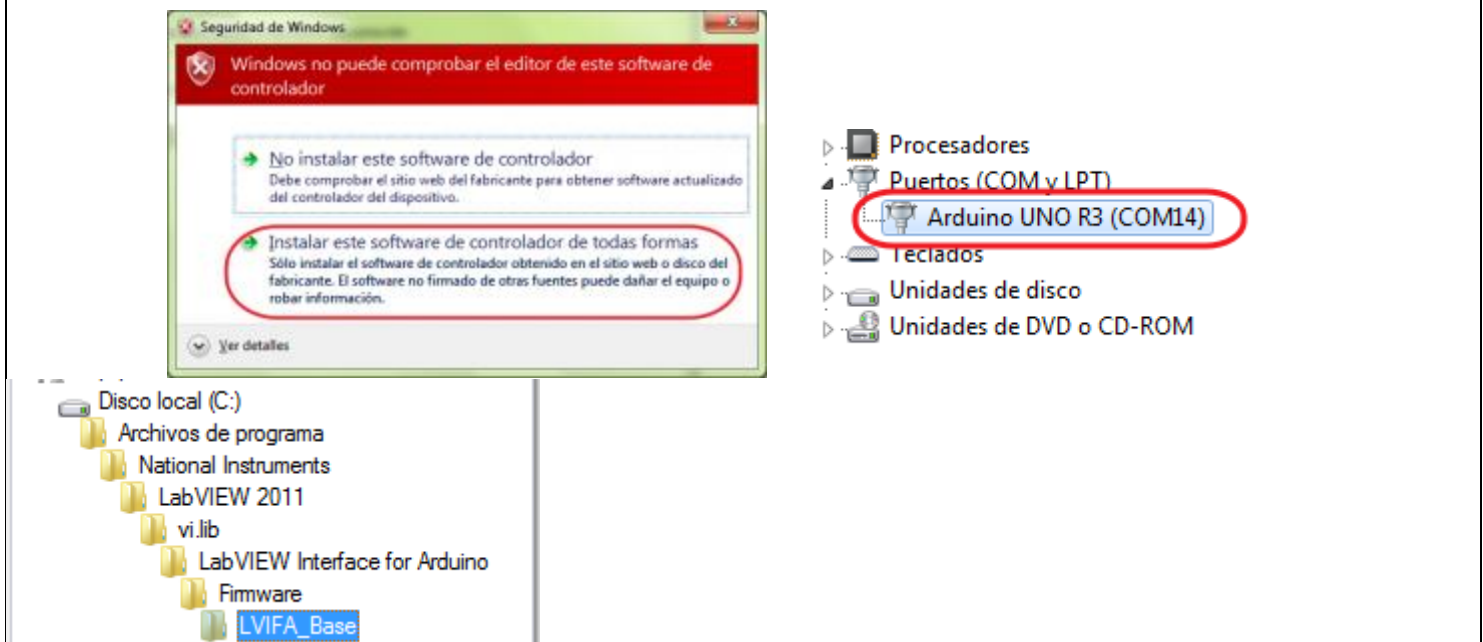 Seguridad de Windows
Windows no puede comprobar el editor de este software de
controlador
No instalar este software de controlador
Debe comprobar el sitio web del fabricante para obtener software actualizado
del controlador del dispositivo.
Instalar este software de controlador de todas formas
Sólo instalar el software de controlador obtenido en el sitio web o disco del
fabricante. El software no firmado de otras fuentes puede dañar el equipo o
robar información.
Ver detalles
Procesadores
Puertos (COM y LPT)
Arduino UNO R3 (COM14)
Teclados
Unidades de disco
Unidades de DVD o CD-ROM
Disco local (C:)
Archivos de programa
National Instruments
LabVIEW 2011
vi.lib
LabVIEW Interface for Arduino
Firmware
LVIFA_Base